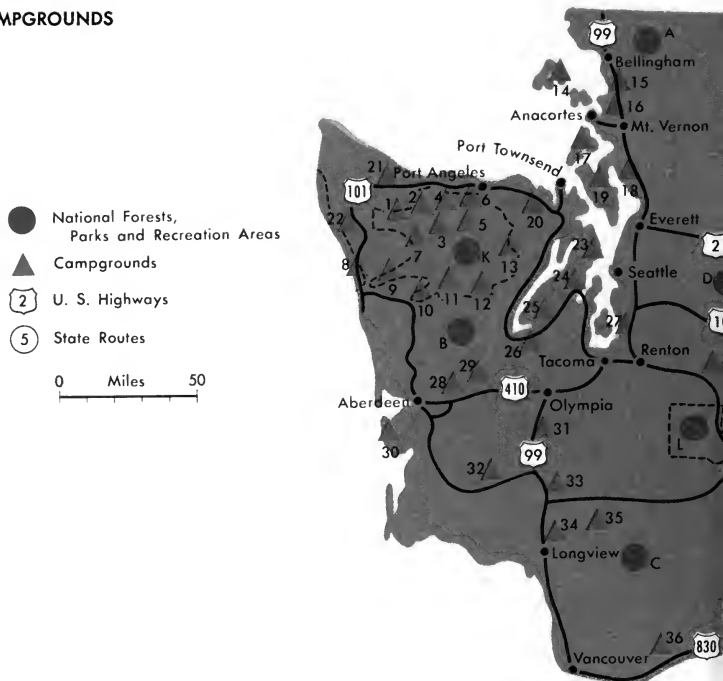 MPGROUNDS
99
A
Bellingham
15
14
16
Anacortes
Mt. Vernon
Port Townsend
17
18
21
Port Angeles
19
101
1
2
4
6
20
Everett
National Forests,
Parks and Recreation Areas
22
5
3
23
2
Campgrounds
8
7
K
13
Seattle
D
2
U. S. Highways
9
10
11
12
24
25
5
State Routes
B
26
27
10
Tacoma
Renton
0 Miles 50
28
29
410
Aberdeen
Olympia
L
30
31
99
32
33
34
35
Longview
C
36
830
Vancouver